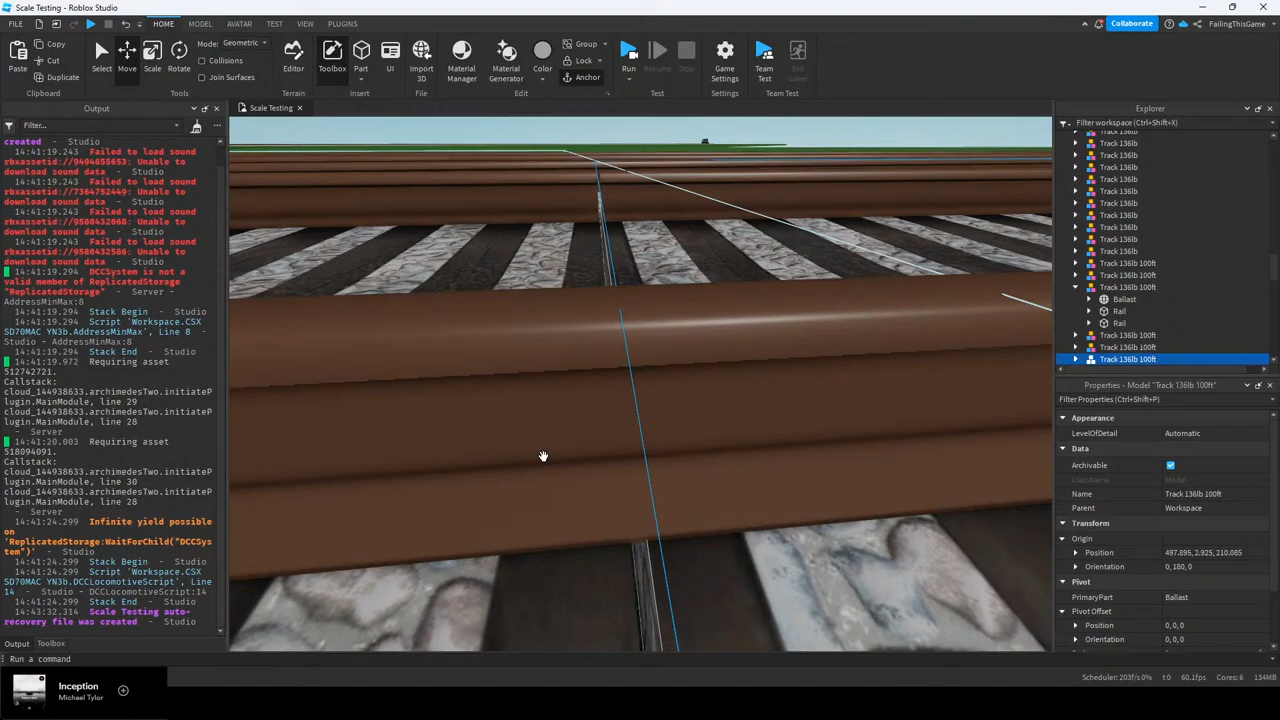 Scale Testing - Roblox Studio
FILE HOME MODEL AVATAR TEST VIEW PLUGINS
Collaborate
FailingThisGame
Paste
Copy
Cut
Duplicate
Clipboard
Select
Move
Scale
Rotate
Mode: Geometric
Collisions
Join Surfaces
Tools
Editor
Terrain
Toolbox
Part
UI
Insert
Import
3D
File
Material
Manager
Material
Generator
Color
Group
Lock
Anchor
Edit
Run
Resume
Stop
Test
Game
Settings
Settings
Team
Test
Exit
Game
Team Test
Output
Filter...
created - Studio
14:41:19.243 Failed to load sound
rbxassetid://9494855653: Unable to
download sound data - Studio
14:41:19.243 Failed to load sound
rbxassetid://7364752449: Unable to
download sound data - Studio
14:41:19.243 Failed to load sound
rbxassetid://9580432068: Unable to
download sound data - Studio
14:41:19.243 Failed to load sound
rbxassetid://9580432586: Unable to
download sound data - Studio
14:41:19.294 DCCSystem is not a
valid member of ReplicatedStorage
"ReplicatedStorage" - Server -
AddressMinMax:8
14:41:19.294 Stack Begin - Studio
14:41:19.294 Script 'Workspace.CSX
SD70MAC YN3b.AddressMinMax', Line 8 -
Studio - AddressMinMax:8
14:41:19.294 Stack End - Studio
14:41:19.972 Requiring asset
512742721.
Callstack:
cloud_144938633.archimedesTwo.initiateP
lugin.MainModule, line 29
cloud_144938633.archimedesTwo.initiateP
lugin.MainModule, line 28
- Server
14:41:20.003 Requiring asset
518094091.
Callstack:
cloud_144938633.archimedesTwo.initiateP
lugin.MainModule, line 30
cloud_144938633.archimedesTwo.initiateP
lugin.MainModule, line 28
- Server
14:41:24.299 Infinite yield possible
on
'ReplicatedStorage:WaitForChild("DCCSys
tem")' - Studio
14:41:24.299 Stack Begin - Studio
14:41:24.299 Script 'Workspace.CSX
SD70MAC YN3b.DCCLocomotiveScript', Line
14 - Studio - DCCLocomotiveScript:14
14:41:24.299 Stack End - Studio
14:43:32.314 Scale Testing auto-
recovery file was created - Studio
Output Toolbox
Run a command
Scale Testing
Explorer
Filter workspace (Ctrl+Shift+X)
Track 136lb
Track 136lb
Track 136lb
Track 136lb
Track 136lb
Track 136lb
Track 136lb
Track 136lb
Track 136lb
Track 136lb
Track 136lb
Track 136lb 100ft
Track 136lb 100ft
Track 136lb 100ft
Ballast
Rail
Rail
Track 136lb 100ft
Track 136lb 100ft
Track 136lb 100ft
Properties - Model "Track 136lb 100ft"
Filter Properties (Ctrl+Shift+P)
Appearance
LevelOfDetail Automatic
Data
Archivable
ClassName Model
Name Track 136lb 100ft
Parent Workspace
Transform
Origin
Position 497.895, 2.925, 210.085
Orientation 0, 180, 0
Pivot
PrimaryPart Ballast
Pivot Offset
Position 0, 0, 0
Orientation 0, 0, 0
Scheduler: 203f/s 0% t:0 60.1fps Cores: 6 134MB
Inception
Michael Tylor